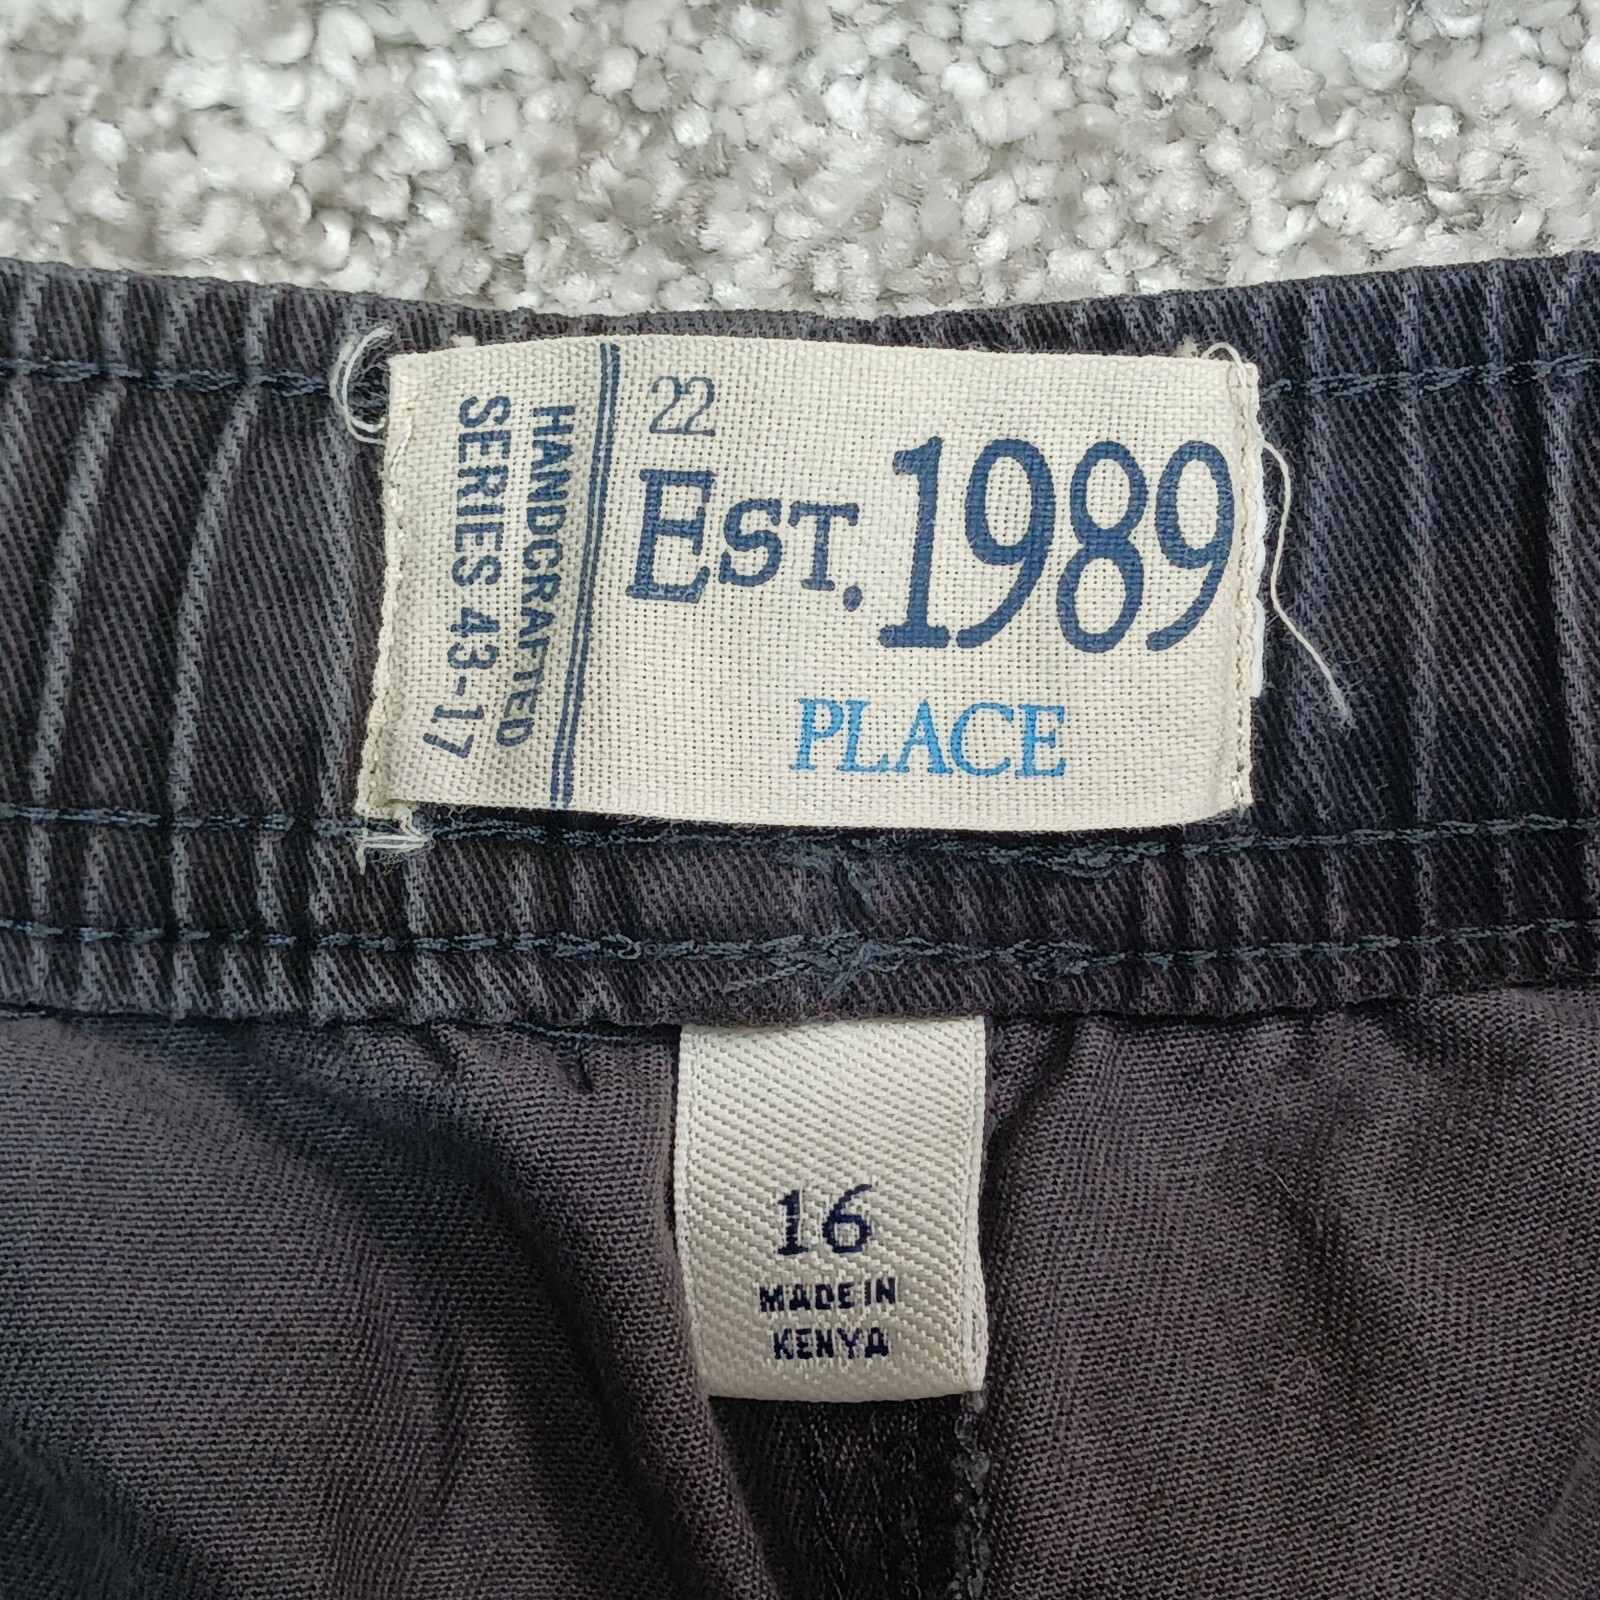 HANDCRAFTED
SERIES 43-17
22
EST. 1989
PLACE
16
MADE IN
KENYA